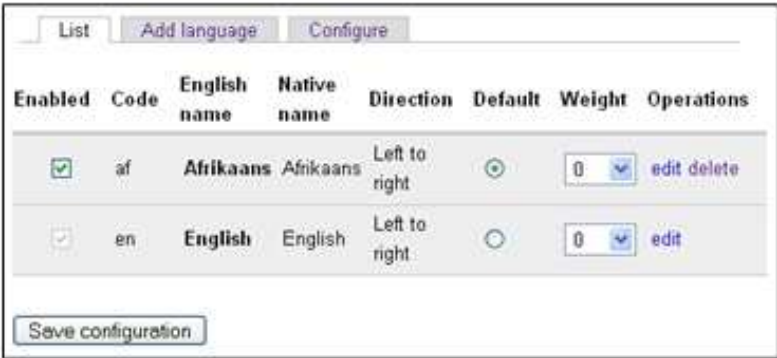 List Add language Configure
Enabled Code English name Native name Direction Default Weight Operations
af Afrikaans Afrikaans Left to right 0 edit delete
en English English Left to right 0 edit
Save configuration